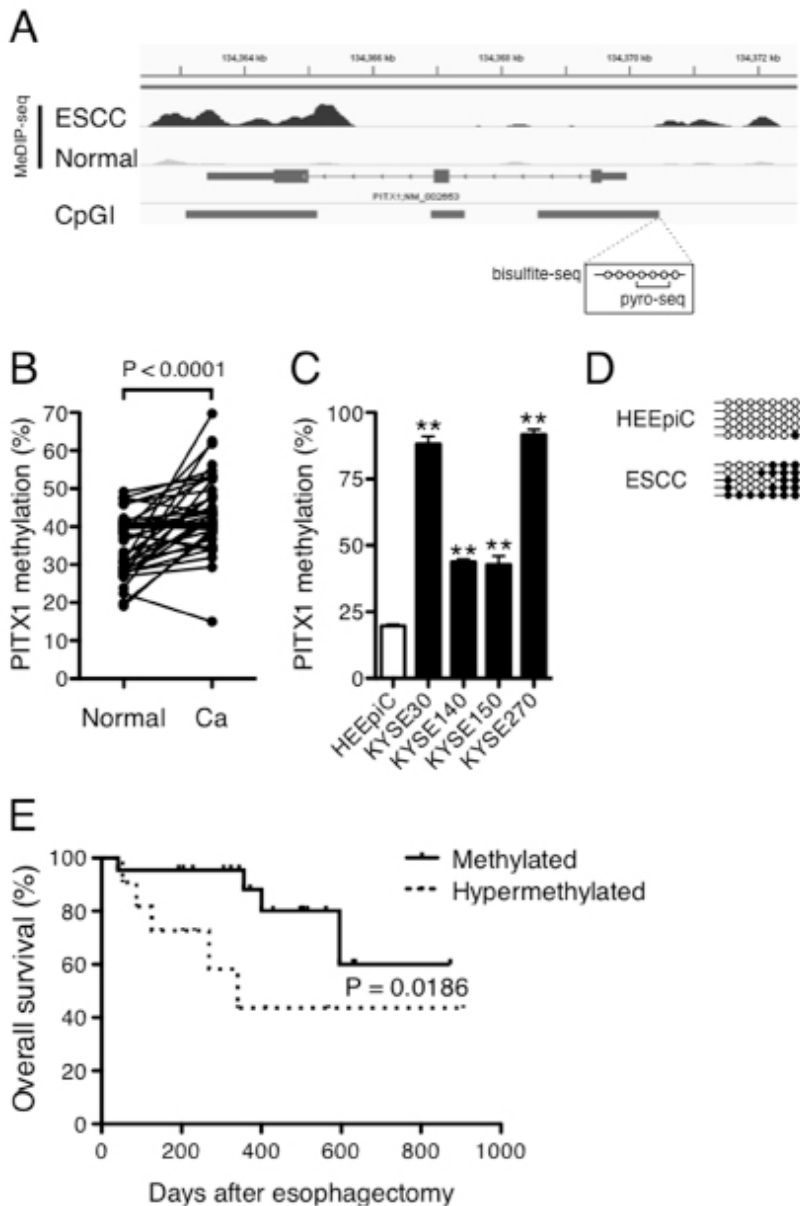 A
134,364 kb 134,366 kb 134,368 kb 134,370 kb 134,372 kb
MeDIP-seq
ESCC
Normal
PITX1;NM_002653
CpGI
bisulfite-seq
pyro-seq
B
P < 0.0001
PITX1 methylation (%)
70
60
50
40
30
20
10
0
Normal Ca
C
PITX1 methylation (%)
100
75
50
25
0
** ** ** **
HEEpiC
KYSE30
KYSE140
KYSE150
KYSE270
D
HEEpiC
ESCC
E
Overall survival (%)
100
80
60
40
20
0
Methylated
Hypermethylated
P = 0.0186
0 200 400 600 800 1000
Days after esophagectomy